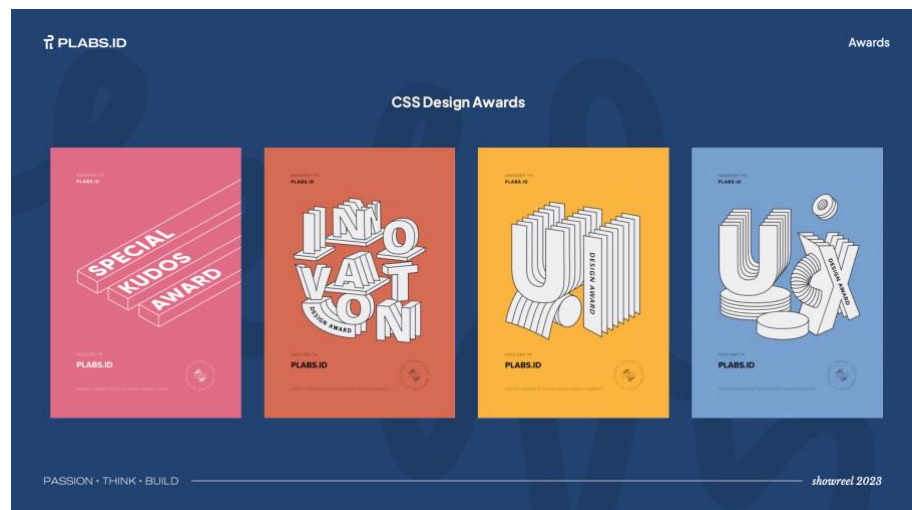 PLABS.ID
Awards
CSS Design Awards
AWARDED TO
PLABS.ID
SPECIAL
KUDOS
AWARD
PLABS.ID
AWARDED TO
PLABS.ID
INNOVATION
DESIGN AWARD
PLABS.ID
AWARDED TO
PLABS.ID
UI
DESIGN AWARD
PLABS.ID
AWARDED TO
PLABS.ID
UX
DESIGN AWARD
PLABS.ID
PASSION • THINK • BUILD
showreel 2023